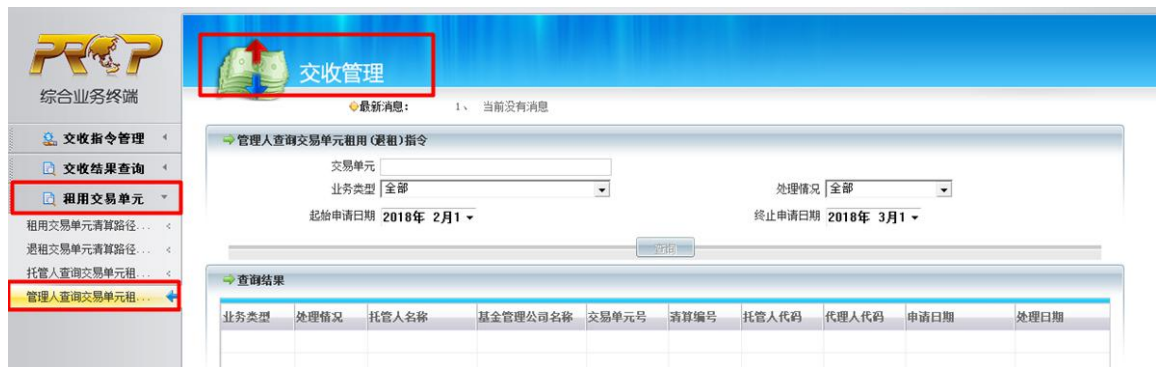 PROP
综合业务终端
交收管理
最新消息： 1、 当前没有消息
交收指令管理
交收结果查询
租用交易单元
租用交易单元清算路径...
退租交易单元清算路径...
托管人查询交易单元租...
管理人查询交易单元租...
管理人查询交易单元租用(退租)指令
交易单元
业务类型 全部 处理情况 全部
起始申请日期 2018年 2月1 终止申请日期 2018年 3月1
查询
查询结果
业务类型 处理情况 托管人名称 基金管理公司名称 交易单元号 清算编号 托管人代码 代理人代码 申请日期 处理日期